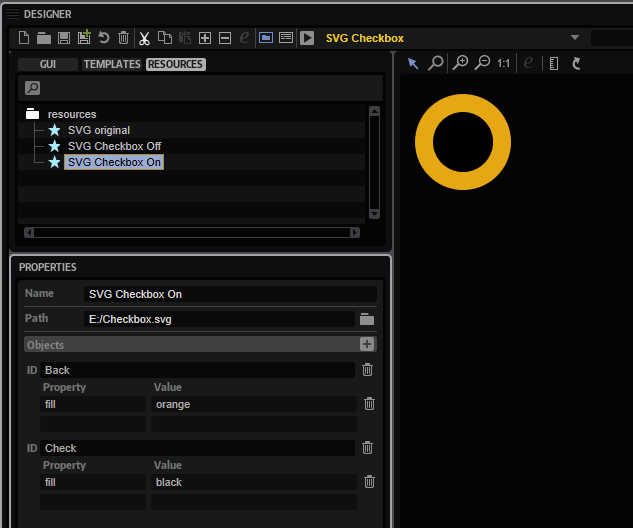 DESIGNER
SVG Checkbox
GUI TEMPLATES RESOURCES
1:1
resources
SVG original
SVG Checkbox Off
SVG Checkbox On
PROPERTIES
Name SVG Checkbox On
Path E:/Checkbox.svg
Objects
ID Back
Property Value
fill orange
ID Check
Property Value
fill black